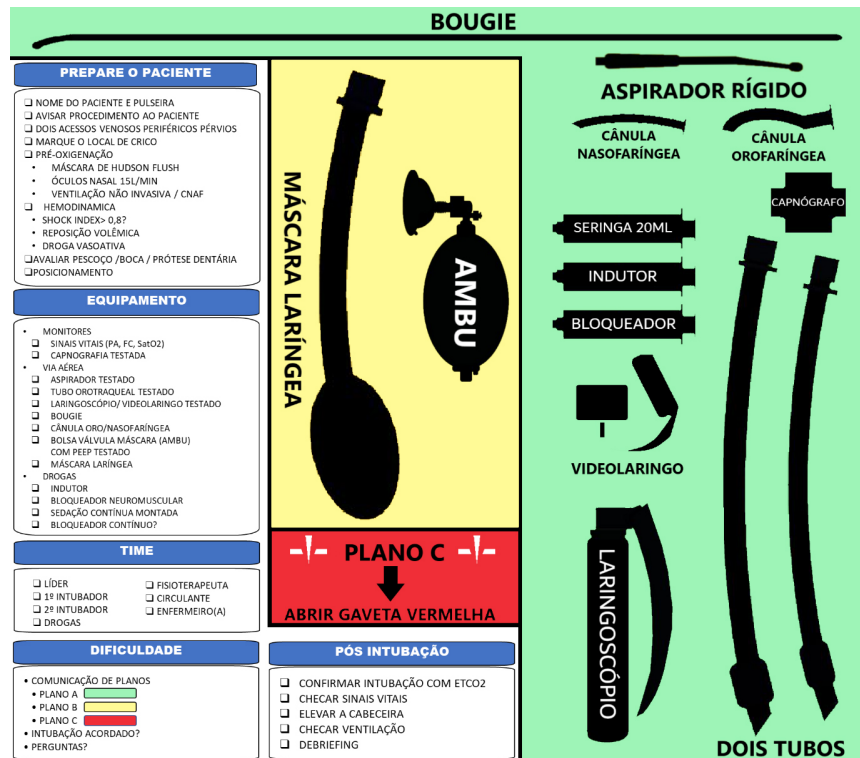 BOUGIE
PREPARE O PACIENTE
❑ NOME DO PACIENTE E PULSEIRA
❑ AVISAR PROCEDIMENTO AO PACIENTE
❑ DOIS ACESSOS VENOSOS PERIFÉRICOS PÉRVIOS
❑ MARQUE O LOCAL DE CRICO
❑ PRÉ-OXIGENAÇÃO
• MÁSCARA DE HUDSON FLUSH
• ÓCULOS NASAL 15L/MIN
• VENTILAÇÃO NÃO INVASIVA / CNAF
❑ HEMODINAMICA
• SHOCK INDEX> 0,8?
• REPOSIÇÃO VOLÊMICA
• DROGA VASOATIVA
❑AVALIAR PESCOÇO /BOCA / PRÓTESE DENTÁRIA
❑POSICIONAMENTO
EQUIPAMENTO
• MONITORES
❑ SINAIS VITAIS (PA, FC, SatO2)
❑ CAPNOGRAFIA TESTADA
• VIA AÉREA
❑ ASPIRADOR TESTADO
❑ TUBO OROTRAQUEAL TESTADO
❑ LARINGOSCÓPIO/ VIDEOLARINGO TESTADO
❑ BOUGIE
❑ CÂNULA ORO/NASOFARÍNGEA
❑ BOLSA VÁLVULA MÁSCARA (AMBU)
COM PEEP TESTADO
❑ MÁSCARA LARÍNGEA
• DROGAS
❑ INDUTOR
❑ BLOQUEADOR NEUROMUSCULAR
❑ SEDAÇÃO CONTÍNUA MONTADA
❑ BLOQUEADOR CONTÍNUO?
TIME
❑ LÍDER
❑ 1º INTUBADOR
❑ 2º INTUBADOR
❑ DROGAS
❑ FISIOTERAPEUTA
❑ CIRCULANTE
❑ ENFERMEIRO(A)
DIFICULDADE
• COMUNICAÇÃO DE PLANOS
• PLANO A
• PLANO B
• PLANO C
• INTUBAÇÃO ACORDADO?
• PERGUNTAS?
MÁSCARA LARÍNGEA
AMBU
PLANO C
ABRIR GAVETA VERMELHA
PÓS INTUBAÇÃO
❑ CONFIRMAR INTUBAÇÃO COM ETCO2
❑ CHECAR SINAIS VITAIS
❑ ELEVAR A CABECEIRA
❑ CHECAR VENTILAÇÃO
❑ DEBRIEFING
ASPIRADOR RÍGIDO
CÂNULA
NASOFARÍNGEA
CÂNULA
OROFARÍNGEA
CAPNÓGRAFO
SERINGA 20ML
INDUTOR
BLOQUEADOR
VIDEOLARINGO
LARINGOSCÓPIO
DOIS TUBOS